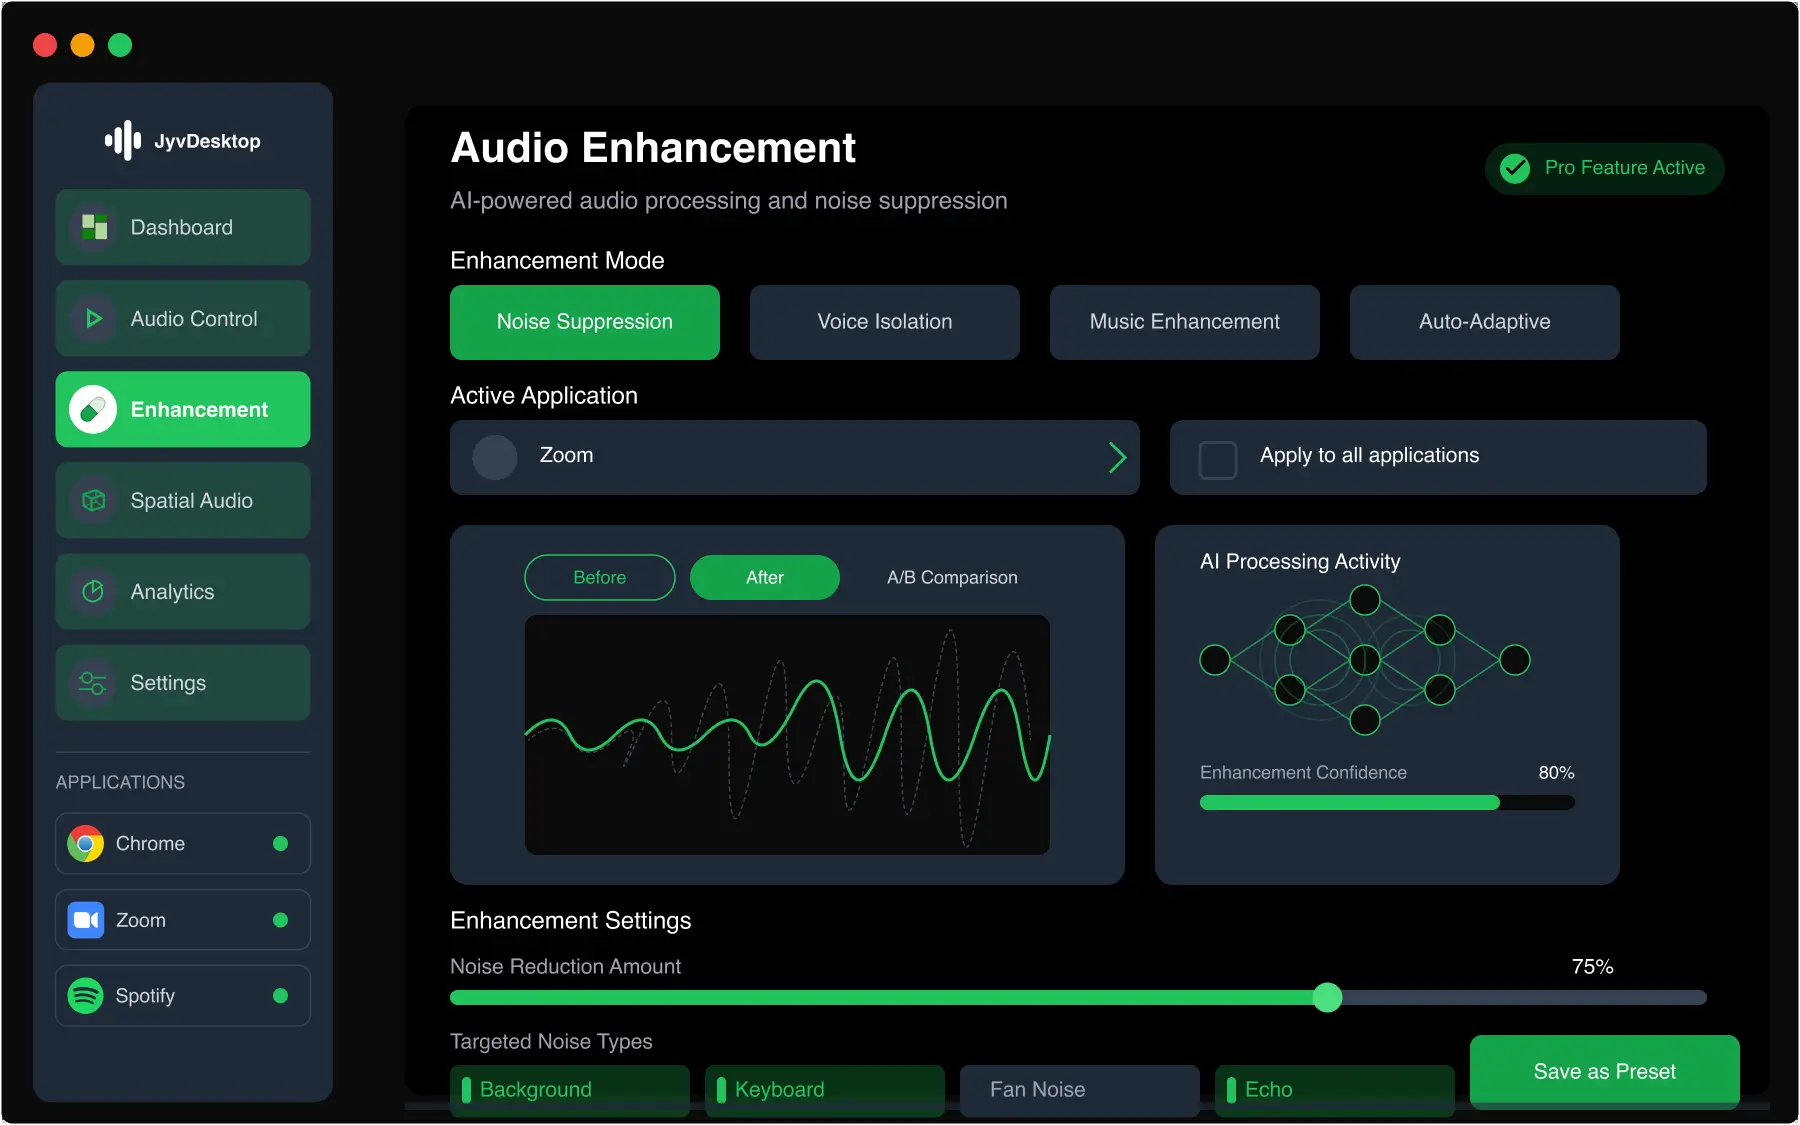 JyvDesktop
Dashboard
Audio Control
Enhancement
Spatial Audio
Analytics
Settings
APPLICATIONS
Chrome
Zoom
Spotify
Audio Enhancement
AI-powered audio processing and noise suppression
Pro Feature Active
Enhancement Mode
Noise Suppression
Voice Isolation
Music Enhancement
Auto-Adaptive
Active Application
Zoom
Apply to all applications
Before
After
A/B Comparison
AI Processing Activity
Enhancement Confidence
80%
Enhancement Settings
Noise Reduction Amount
75%
Targeted Noise Types
Background
Keyboard
Fan Noise
Echo
Save as Preset